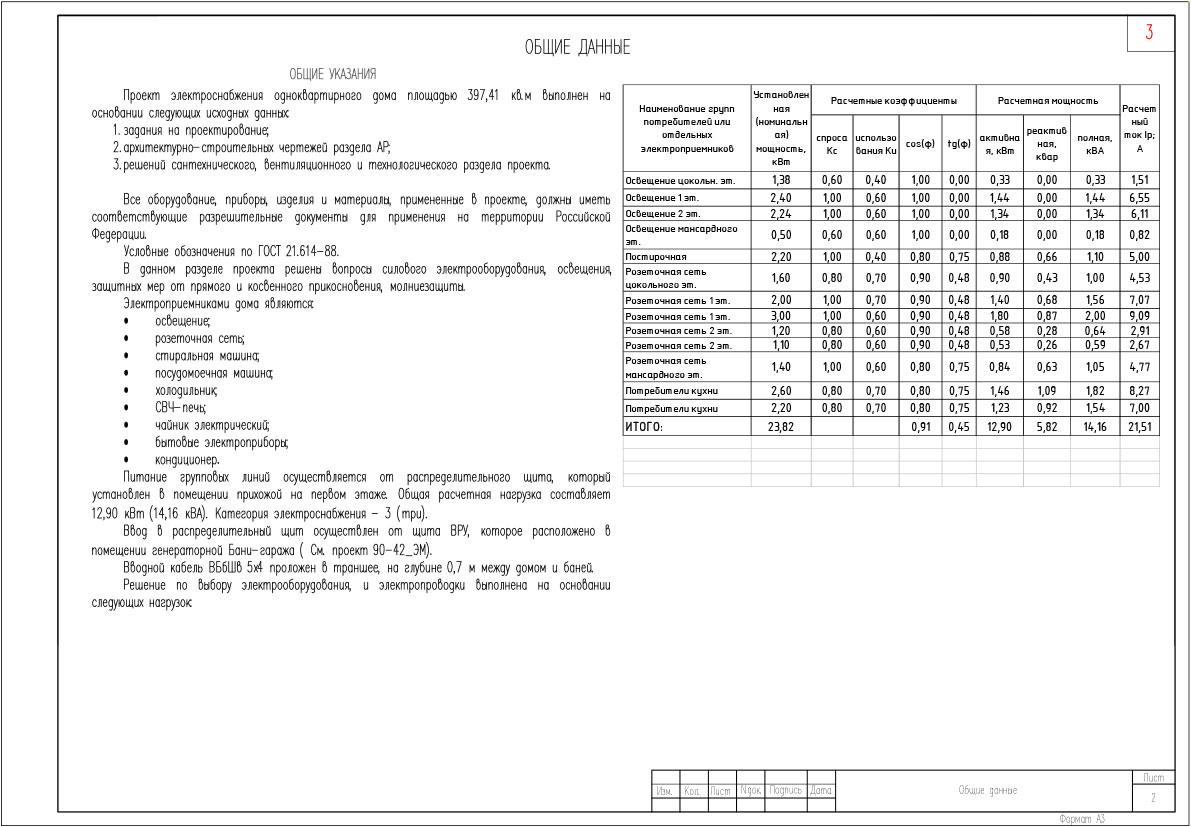 3
ОБЩИЕ ДАННЫЕ
ОБЩИЕ УКАЗАНИЯ
Проект электроснабжения одноквартирного дома площадью 397,41 кв.м выполнен на
основании следующих исходных данных:
1. задания на проектирование;
2. архитектурно-строительных чертежей раздела АР;
3. решений сантехнического, вентиляционного и технологического раздела проекта.
Все оборудование, приборы, изделия и материалы, примененные в проекте, должны иметь
соответствующие разрешительные документы для применения на территории Российской
Федерации.
Условные обозначения по ГОСТ 21.614-88.
В данном разделе проекта решены вопросы силового электрооборудования, освещения,
защитных мер от прямого и косвенного прикосновения, молниезащиты.
Электроприемниками дома являются:
• освещение;
• розеточная сеть;
• стиральная машина;
• посудомоечная машина;
• холодильник;
• СВЧ-печь;
• чайник электрический;
• бытовые электроприборы;
• кондиционер.
Питание групповых линий осуществляется от распределительного щита, который
установлен в помещении прихожой на первом этаже. Общая расчетная нагрузка составляет
12,90 кВт (14,16 кВА). Категория электроснабжения - 3 (три).
Ввод в распределительный щит осуществлен от щита ВРУ, которое расположено в
помещении генераторной Бани-гаража ( См. проект 90-42_ЭМ).
Вводной кабель ВБбШв 5х4 проложен в траншее, на глубине 0,7 м между домом и баней.
Решение по выбору электрооборудования, и электропроводки выполнена на основании
следующих нагрузок:
Наименование групп потребителей или отдельных электроприемников
Установлен ная (номинальн ая) мощность, кВт
Расчетные коэффициенты
Расчетная мощность
Расчет ный ток Iр; А
спроса Кс
использо вания Ки
cos(φ)
tg(φ)
активна я, кВт
реактив ная, квар
полная, кВА
Освещение цокольн. эт. 1,38 0,60 0,40 1,00 0,00 0,33 0,00 0,33 1,51
Освещение 1 эт. 2,40 1,00 0,60 1,00 0,00 1,44 0,00 1,44 6,55
Освещение 2 эт. 2,24 1,00 0,60 1,00 0,00 1,34 0,00 1,34 6,11
Освещение мансардного эт. 0,50 0,60 0,60 1,00 0,00 0,18 0,00 0,18 0,82
Постирочная 2,20 1,00 0,40 0,80 0,75 0,88 0,66 1,10 5,00
Розеточная сеть цокольного эт. 1,60 0,80 0,70 0,90 0,48 0,90 0,43 1,00 4,53
Розеточная сеть 1 эт. 2,00 1,00 0,70 0,90 0,48 1,40 0,68 1,56 7,07
Розеточная сеть 1 эт. 3,00 1,00 0,60 0,90 0,48 1,80 0,87 2,00 9,09
Розеточная сеть 2 эт. 1,20 0,80 0,60 0,90 0,48 0,58 0,28 0,64 2,91
Розеточная сеть 2 эт. 1,10 0,80 0,60 0,90 0,48 0,53 0,26 0,59 2,67
Розеточная сеть мансардного эт. 1,40 1,00 0,60 0,80 0,75 0,84 0,63 1,05 4,77
Потребители кухни 2,60 0,80 0,70 0,80 0,75 1,46 1,09 1,82 8,27
Потребители кухни 2,20 0,80 0,70 0,80 0,75 1,23 0,92 1,54 7,00
ИТОГО: 23,82 0,91 0,45 12,90 5,82 14,16 21,51
Изм. Кол. Лист Nдок. Подпись Дата
Общие данные
Лист
2
Формат А3